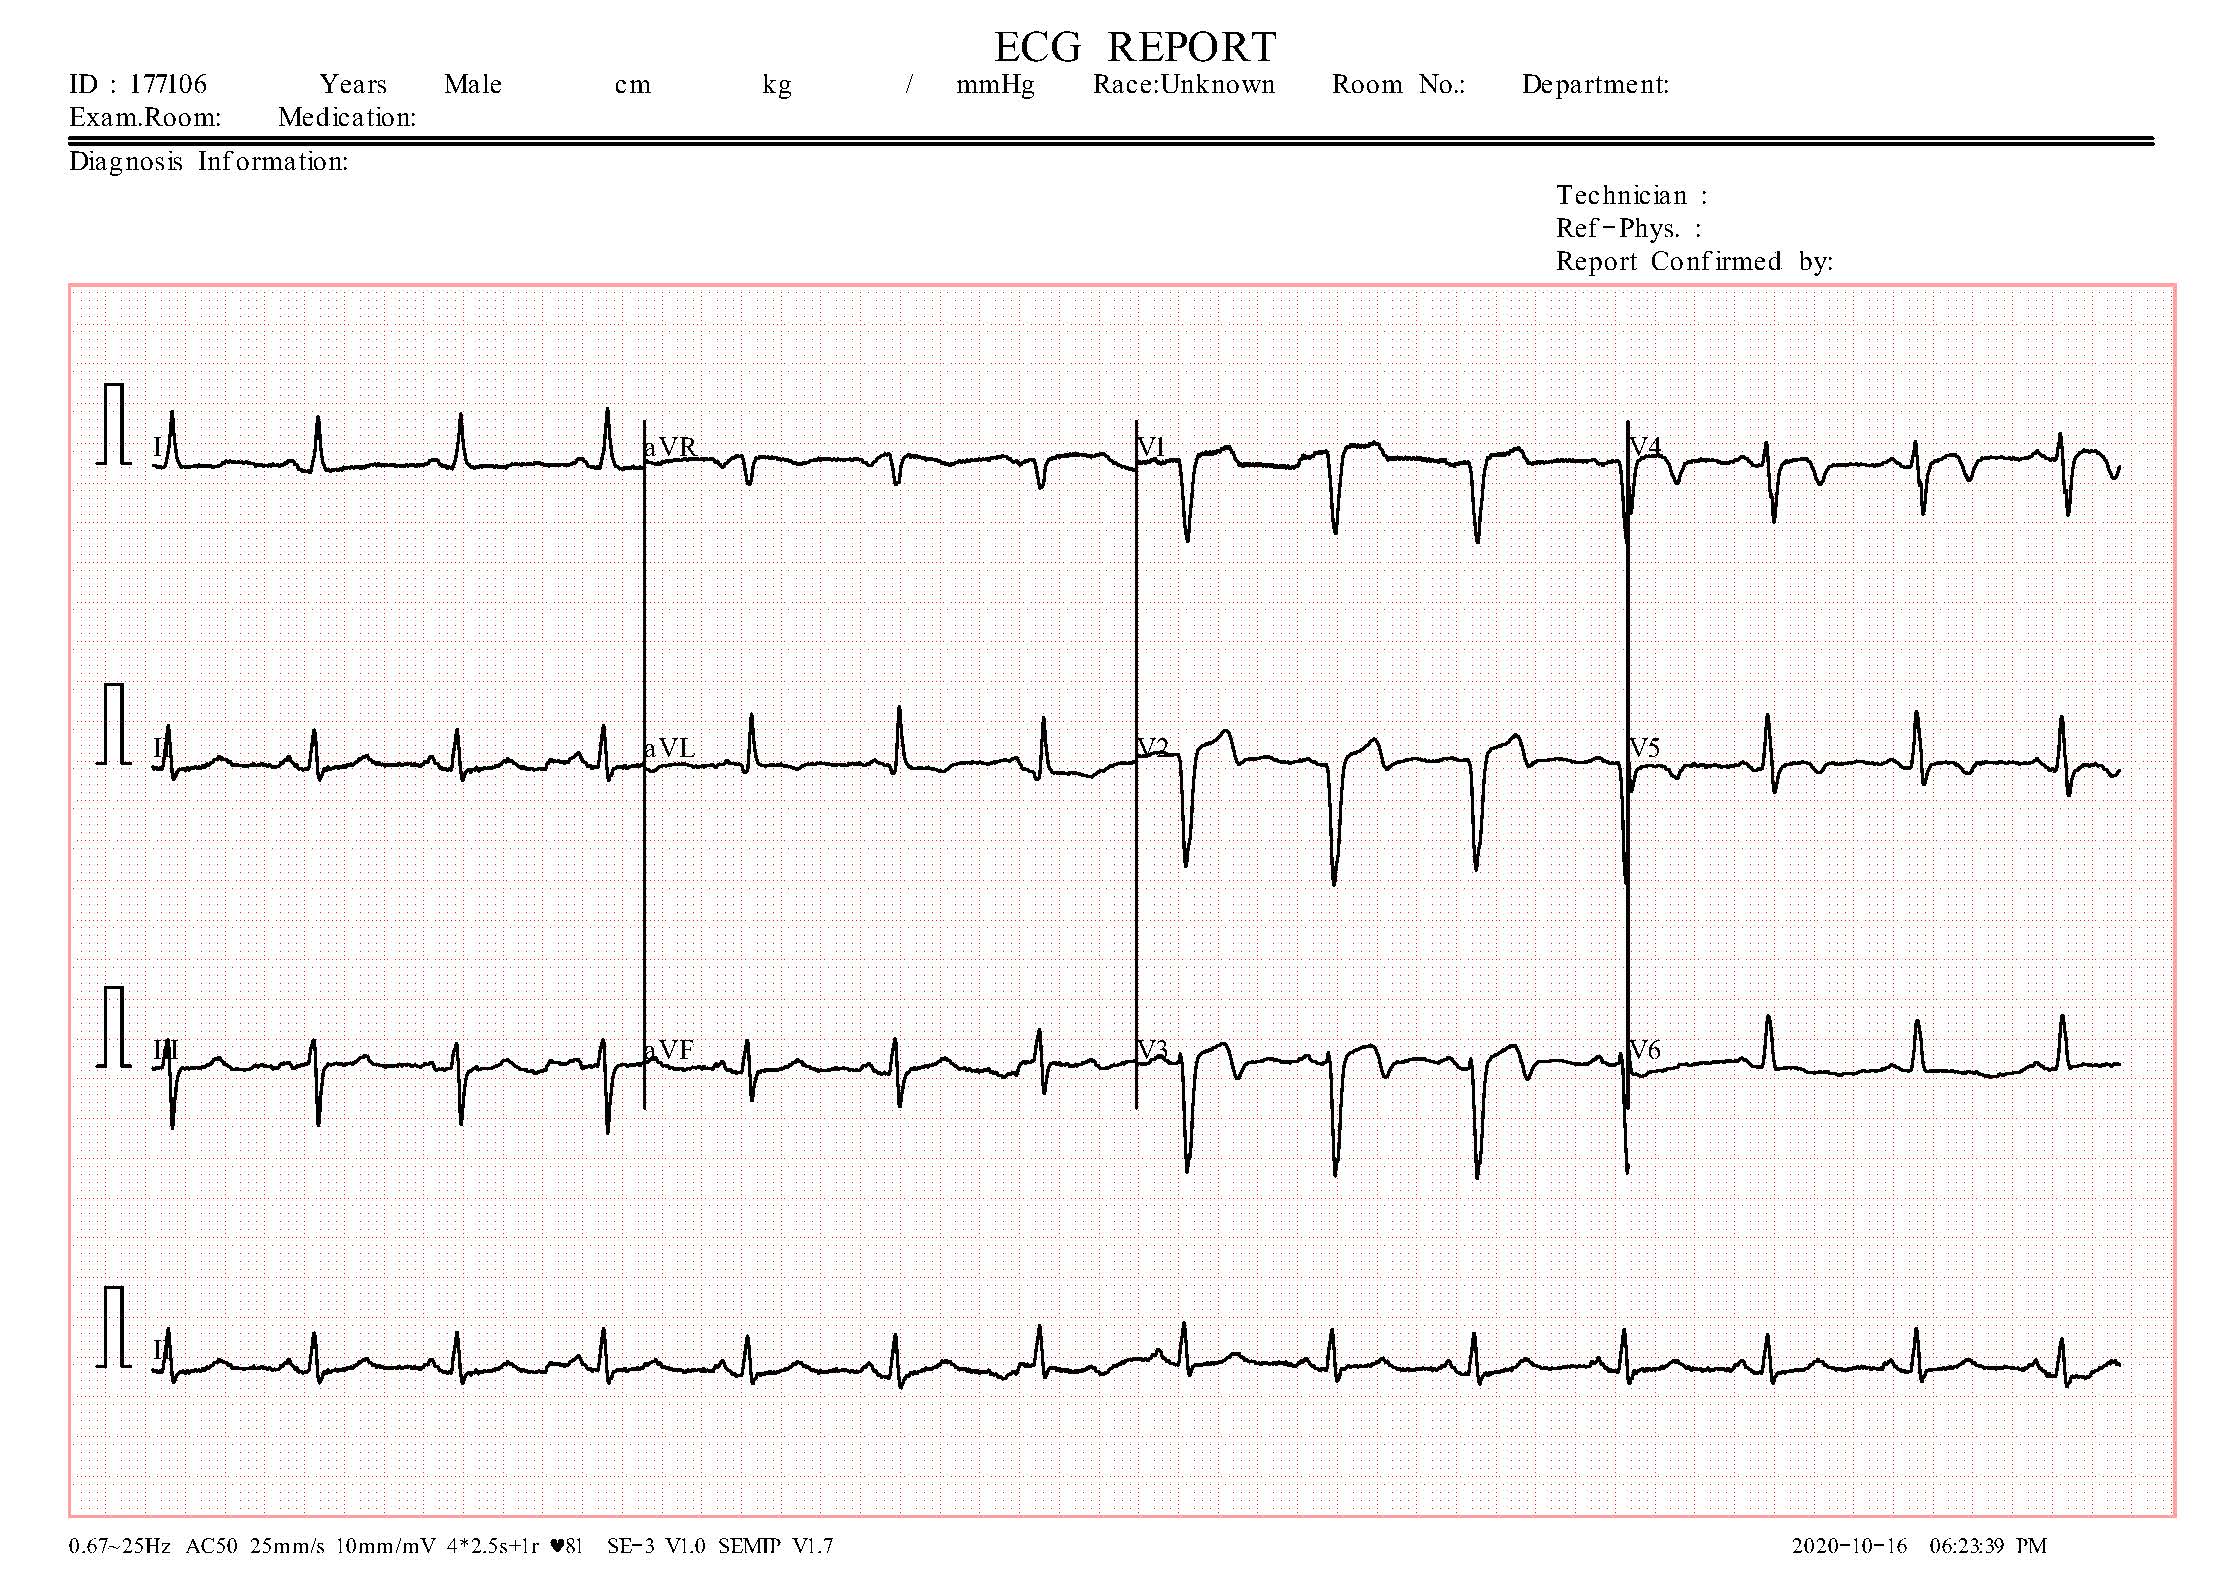 ECG REPORT
ID : 177106 Years Male cm kg / mmHg Race:Unknown Room No.: Department:
Exam.Room: Medication:
Diagnosis Information:
Technician :
Ref-Phys. :
Report Confirmed by:
I aVR V1 V4
II aVL V2 V5
III aVF V3 V6
II
0.67~25Hz AC50 25mm/s 10mm/mV 4*2.5s+1r ♥81 SE-3 V1.0 SEMIP V1.7
2020-10-16 06:23:39 PM